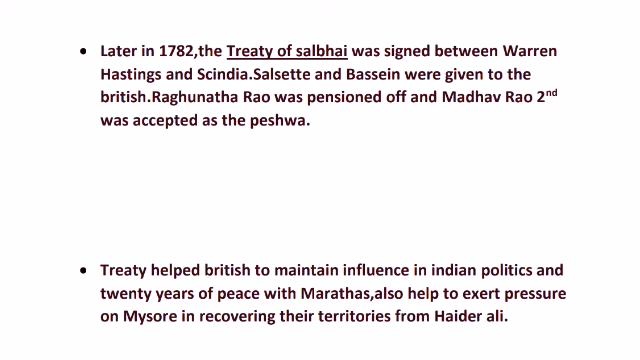 • Later in 1782,the Treaty of salbhai was signed between Warren
Hastings and Scindia.Salsette and Bassein were given to the
british.Raghunatha Rao was pensioned off and Madhav Rao 2nd
was accepted as the peshwa.
• Treaty helped british to maintain influence in indian politics and
twenty years of peace with Marathas,also help to exert pressure
on Mysore in recovering their territories from Haider ali.